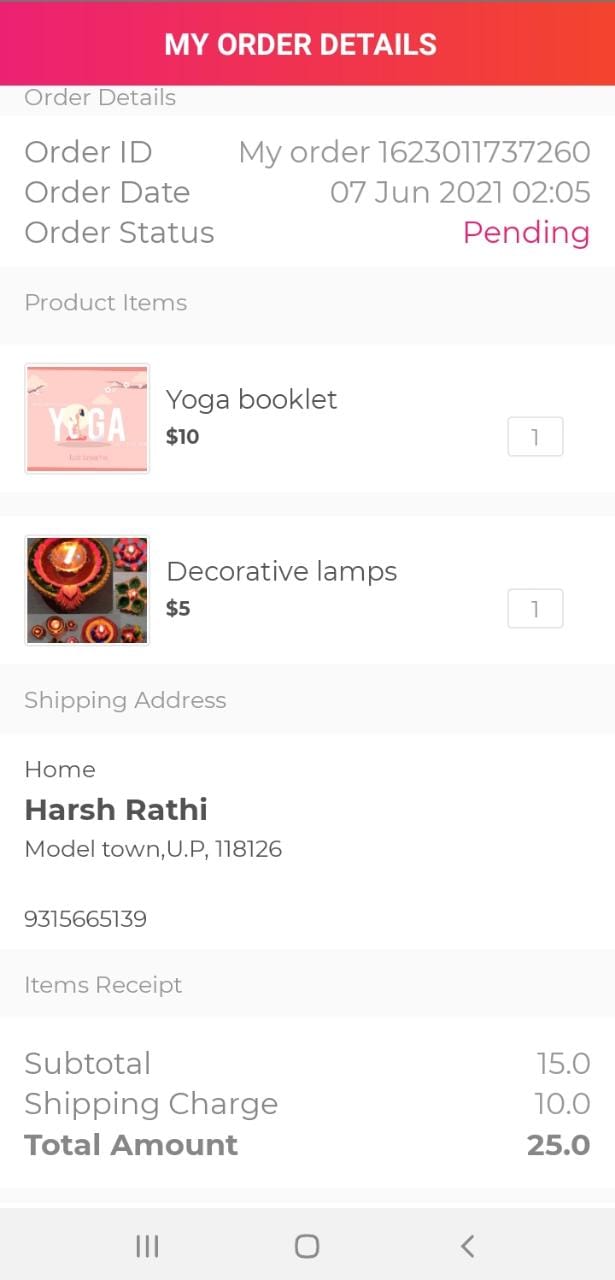 MY ORDER DETAILS
Order Details
Order ID My order 1623011737260
Order Date 07 Jun 2021 02:05
Order Status Pending
Product Items
YOGA
Yoga booklet
$10
1
Decorative lamps
$5
1
Shipping Address
Home
Harsh Rathi
Model town,U.P, 118126
9315665139
Items Receipt
Subtotal 15.0
Shipping Charge 10.0
Total Amount 25.0